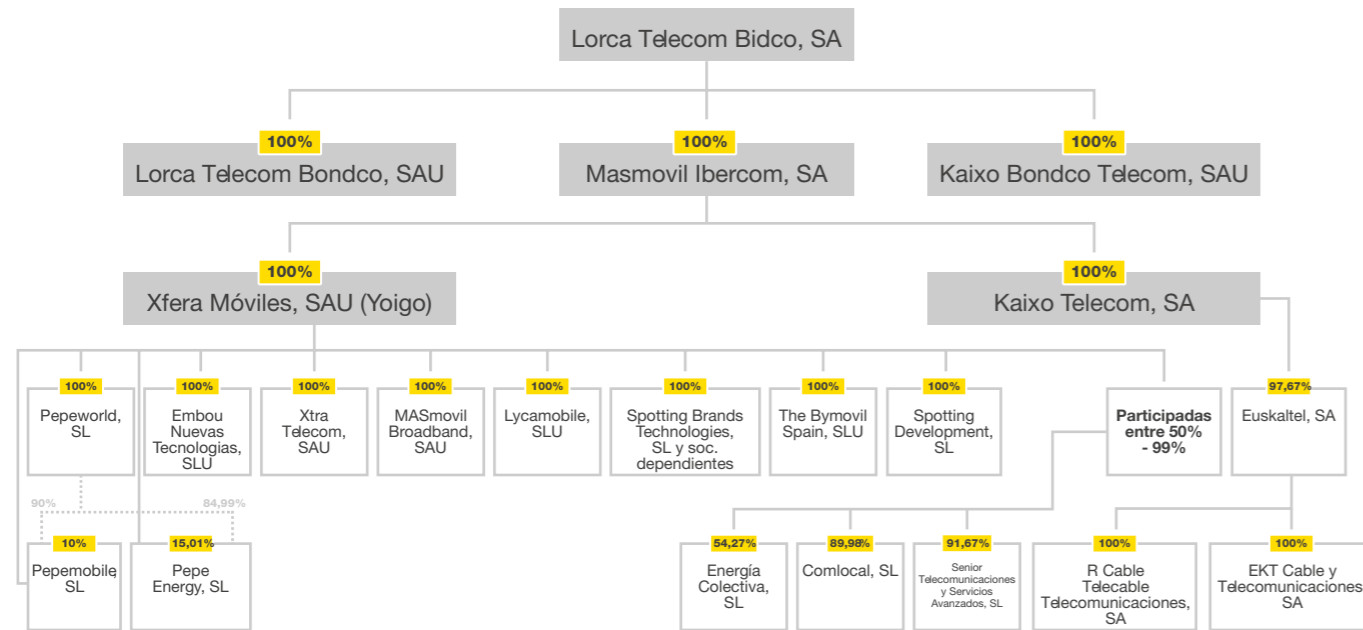 Lorca Telecom Bidco, SA
100%
Lorca Telecom Bondco, SAU
100%
Masmovil Ibercom, SA
100%
Kaixo Bondco Telecom, SAU
100%
Xfera Móviles, SAU (Yoigo)
100%
Kaixo Telecom, SA
100%
Pepeworld,
SL
100%
Embou
Nuevas
Tecnologías,
SLU
100%
Xtra
Telecom,
SAU
100%
MASmovil
Broadband,
SAU
100%
Lycamobile,
SLU
100%
Spotting Brands
Technologies,
SL y soc.
dependientes
100%
The Bymovil
Spain, SLU
100%
Spotting
Development,
SL
Participadas
entre 50%
- 99%
97,67%
Euskaltel, SA
90%
84,99%
10%
Pepemobile,
SL
15,01%
Pepe
Energy, SL
54,27%
Energía
Colectiva,
SL
89,98%
Comlocal, SL
91,67%
Senior
Telecomunicaciones
y Servicios
Avanzados, SL
100%
R Cable
Telecable
Telecomunicaciones,
SA
100%
EKT Cable y
Telecomunicaciones
SA